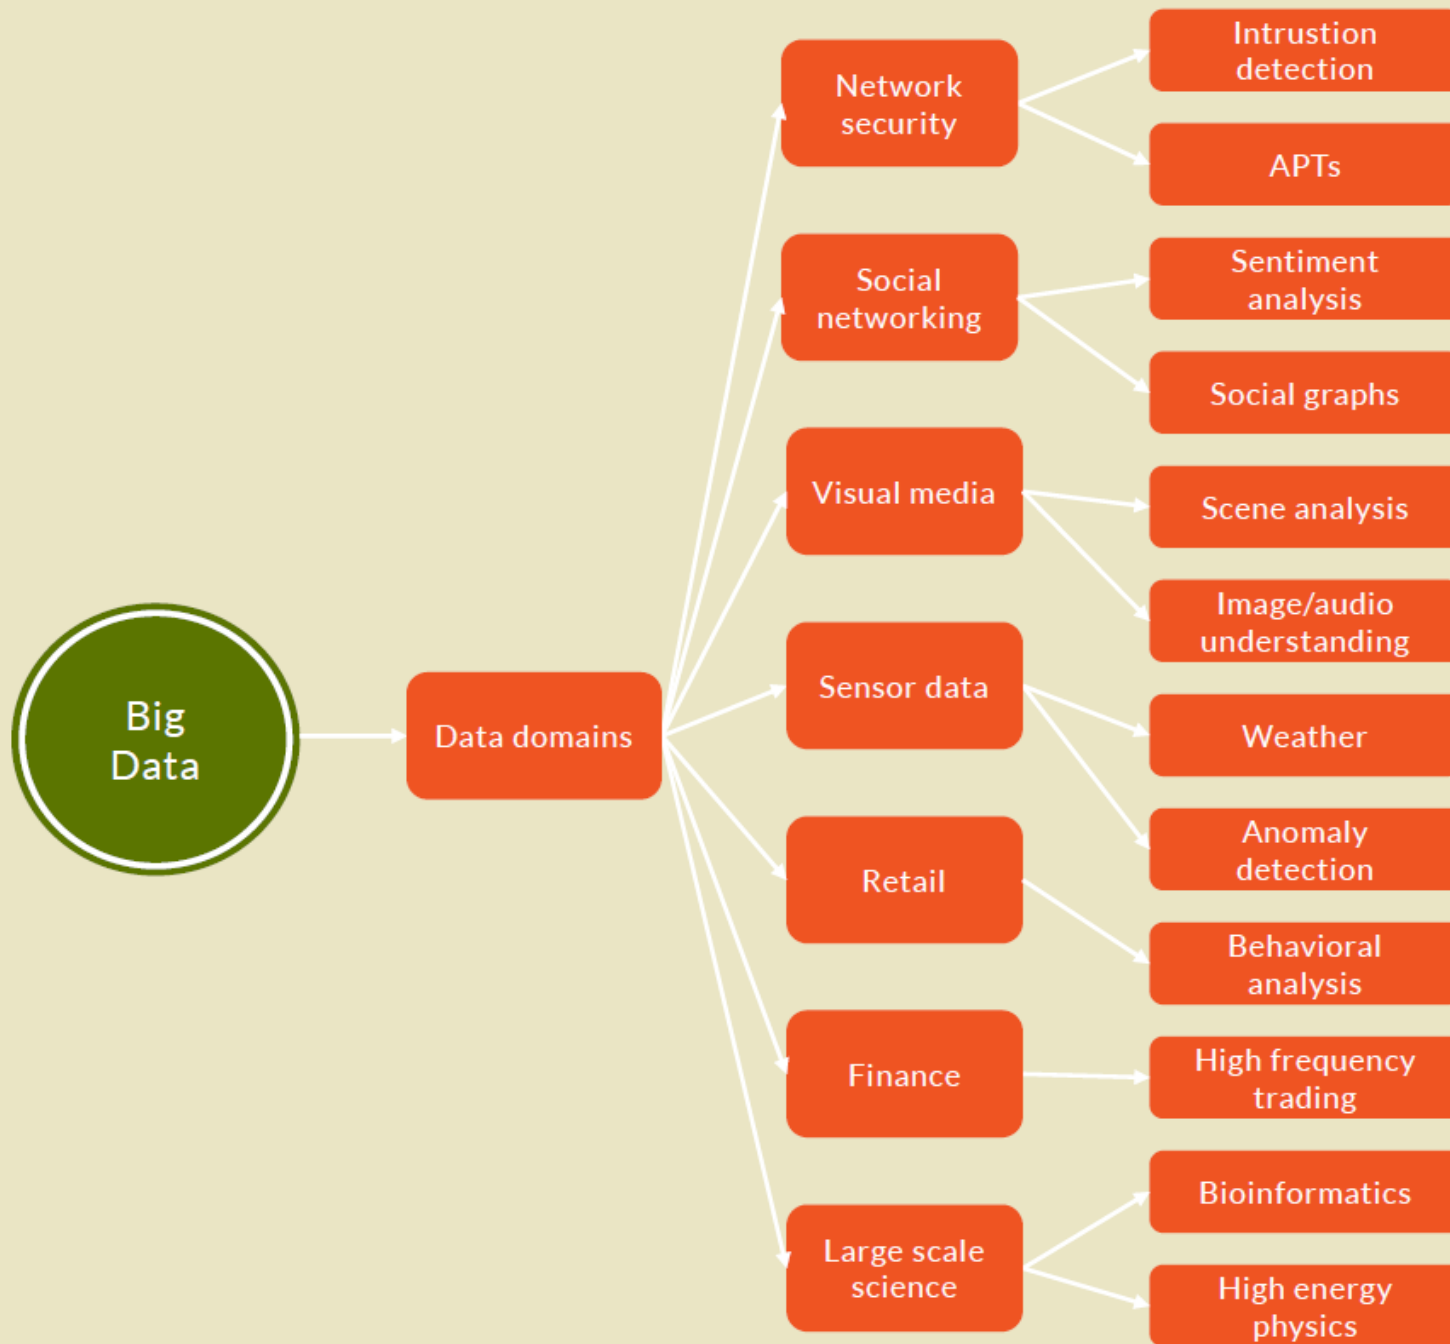 Big
Data
Data domains
Network
security
Intrustion
detection
APTs
Social
networking
Sentiment
analysis
Social graphs
Visual media
Scene analysis
Image/audio
understanding
Sensor data
Weather
Anomaly
detection
Retail
Behavioral
analysis
Finance
High frequency
trading
Large scale
science
Bioinformatics
High energy
physics